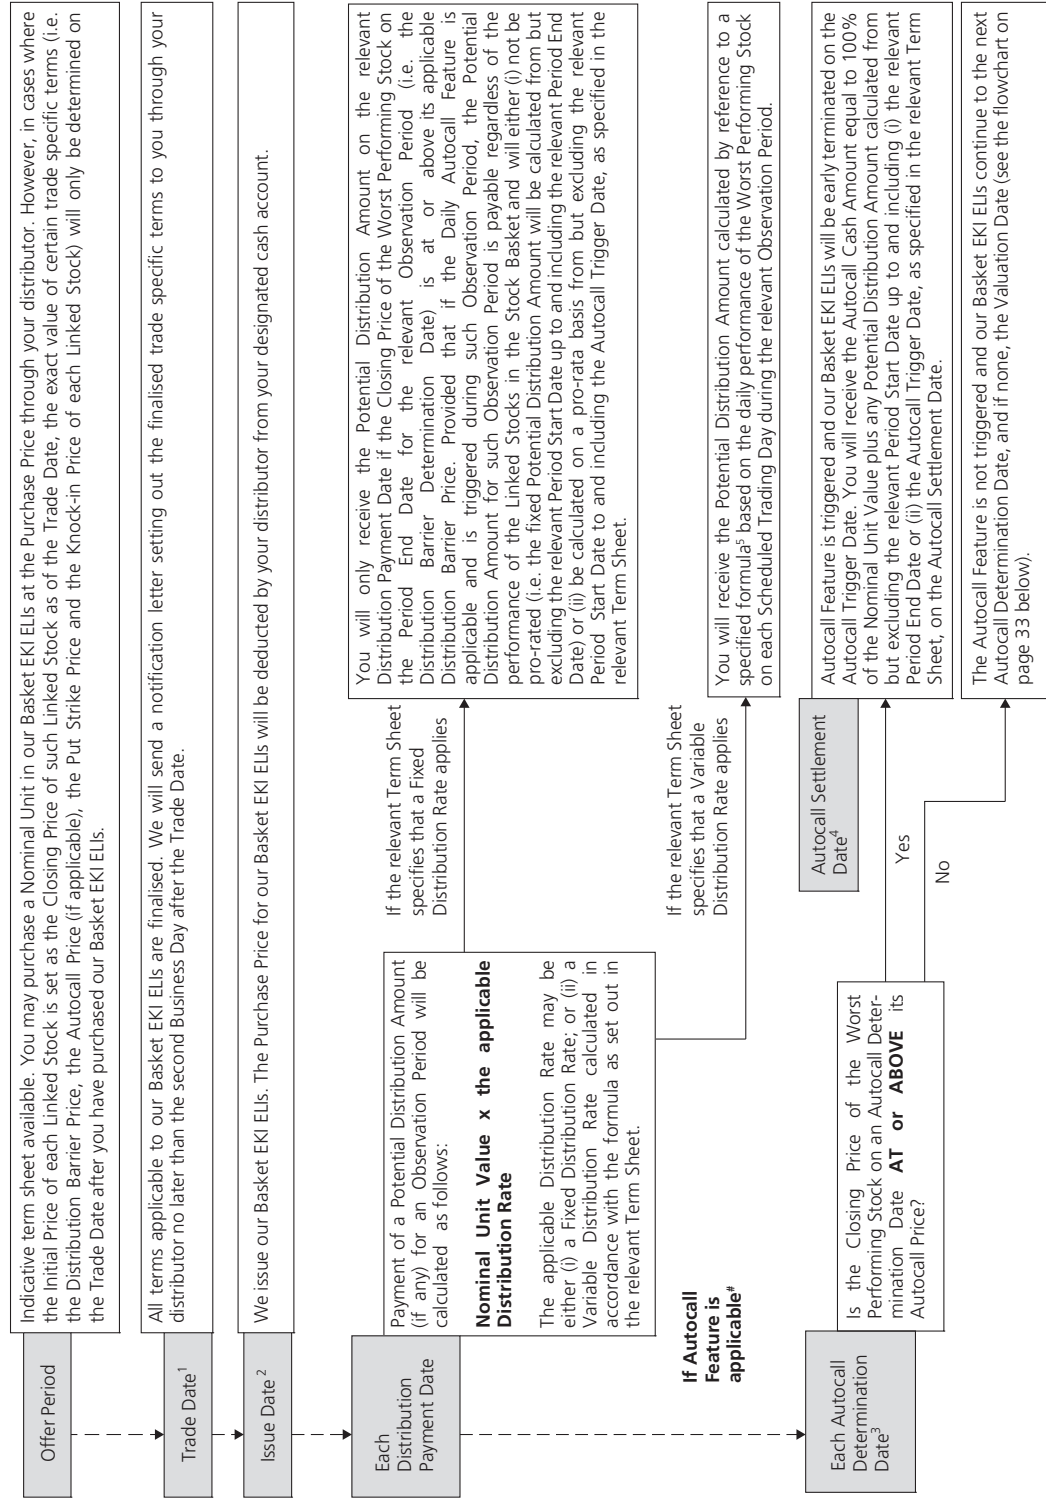 Offer Period
Indicative term sheet available. You may purchase a Nominal Unit in our Basket EKI ELIs at the Purchase Price through your distributor. However, in cases where
the Initial Price of each Linked Stock is set as the Closing Price of such Linked Stock as of the Trade Date, the exact value of certain trade specific terms (i.e.
the Distribution Barrier Price, the Autocall Price (if applicable), the Put Strike Price and the Knock-in Price of each Linked Stock) will only be determined on
the Trade Date after you have purchased our Basket EKI ELIs.
Trade Date1
All terms applicable to our Basket EKI ELIs are finalised. We will send a notification letter setting out the finalised trade specific terms to you through your
distributor no later than the second Business Day after the Trade Date.
Issue Date 2
We issue our Basket EKI ELIs. The Purchase Price for our Basket EKI ELIs will be deducted by your distributor from your designated cash account.
Each
Distribution
Payment Date
Payment of a Potential Distribution Amount
(if any) for an Observation Period will be
calculated as follows:
Nominal Unit Value x the applicable
Distribution Rate
The applicable Distribution Rate may be
either (i) a Fixed Distribution Rate; or (ii) a
Variable Distribution Rate calculated in
accordance with the formula as set out in
the relevant Term Sheet.
If the relevant Term Sheet
specifies that a Fixed
Distribution Rate applies
You will only receive the Potential Distribution Amount on the relevant
Distribution Payment Date if the Closing Price of the Worst Performing Stock on
the Period End Date for the relevant Observation Period (i.e. the
Distribution Barrier Determination Date) is at or above its applicable
Distribution Barrier Price. Provided that if the Daily Autocall Feature is
applicable and is triggered during such Observation Period, the Potential
Distribution Amount for such Observation Period is payable regardless of the
performance of the Linked Stocks in the Stock Basket and will either (i) not be
pro-rated (i.e. the fixed Potential Distribution Amount will be calculated from but
excluding the relevant Period Start Date up to and including the relevant Period End
Date) or (ii) be calculated on a pro-rata basis from but excluding the relevant
Period Start Date to and including the Autocall Trigger Date, as specified in the
relevant Term Sheet.
If the relevant Term Sheet
specifies that a Variable
Distribution Rate applies
You will receive the Potential Distribution Amount calculated by reference to a
specified formula5 based on the daily performance of the Worst Performing Stock
on each Scheduled Trading Day during the relevant Observation Period.
If Autocall
Feature is
applicable#
Each Autocall
Determination
Date3
Is the Closing Price of the Worst
Performing Stock on an Autocall Deter-
mination Date AT or ABOVE its
Autocall Price?
Autocall Settlement
Date4
Yes
Autocall Feature is triggered and our Basket EKI ELIs will be early terminated on the
Autocall Trigger Date. You will receive the Autocall Cash Amount equal to 100%
of the Nominal Unit Value plus any Potential Distribution Amount calculated from
but excluding the relevant Period Start Date up to and including (i) the relevant
Period End Date or (ii) the Autocall Trigger Date, as specified in the relevant Term
Sheet, on the Autocall Settlement Date.
No
The Autocall Feature is not triggered and our Basket EKI ELIs continue to the next
Autocall Determination Date, and if none, the Valuation Date (see the flowchart on
page 33 below).